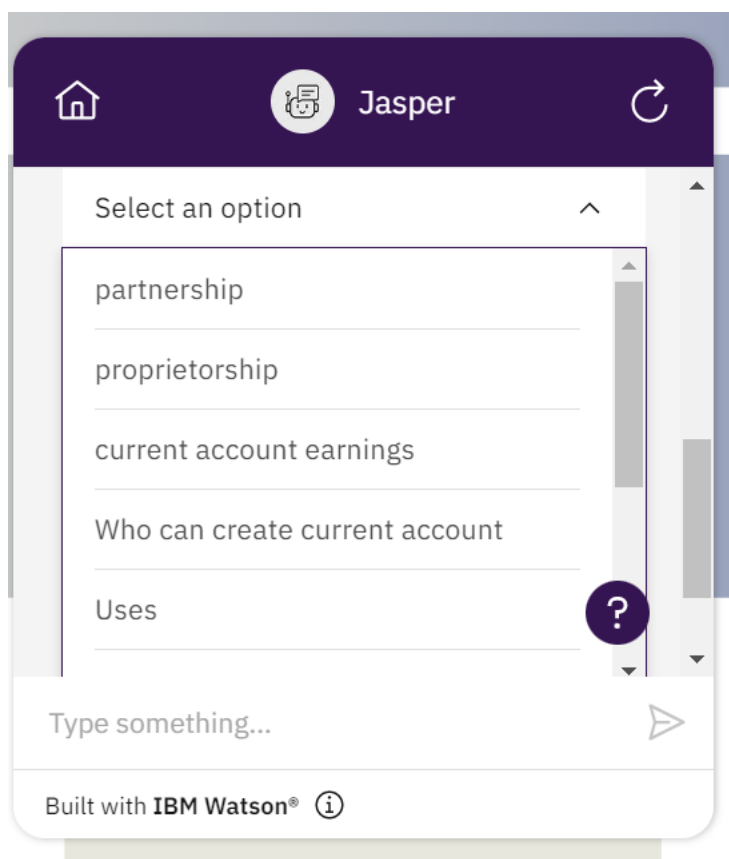 Jasper
Select an option
partnership
proprietorship
current account earnings
Who can create current account
Uses
?
Type something...
Built with IBM Watson®